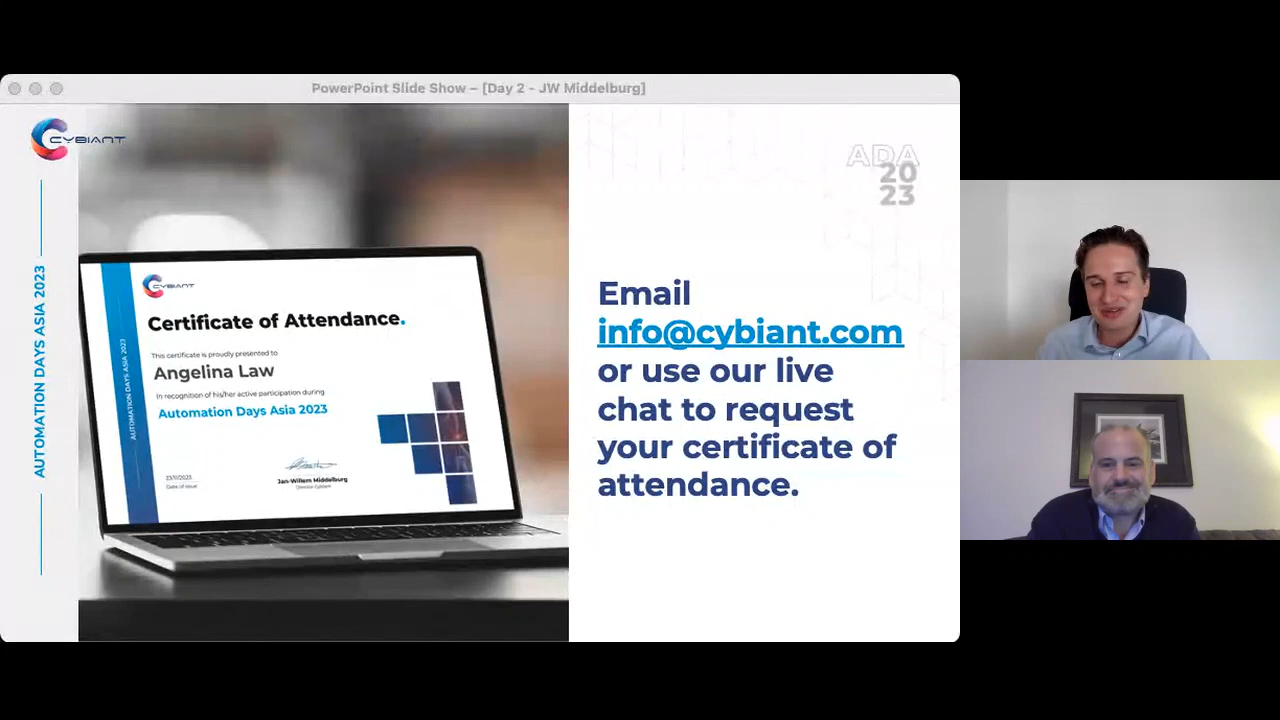 PowerPoint Slide Show – [Day 2 - JW Middelburg]
CYBIANT
AUTOMATION DAYS ASIA 2023
CYBIANT
Certificate of Attendance.
This certificate is proudly presented to
Angelina Law
In recognition of his/her active participation during
Automation Days Asia 2023
AUTOMATION DAYS ASIA 2023
Date of issue
Jan-Willem Middelburg
ADA
20
23
Email
info@cybiant.com
or use our live
chat to request
your certificate of
attendance.